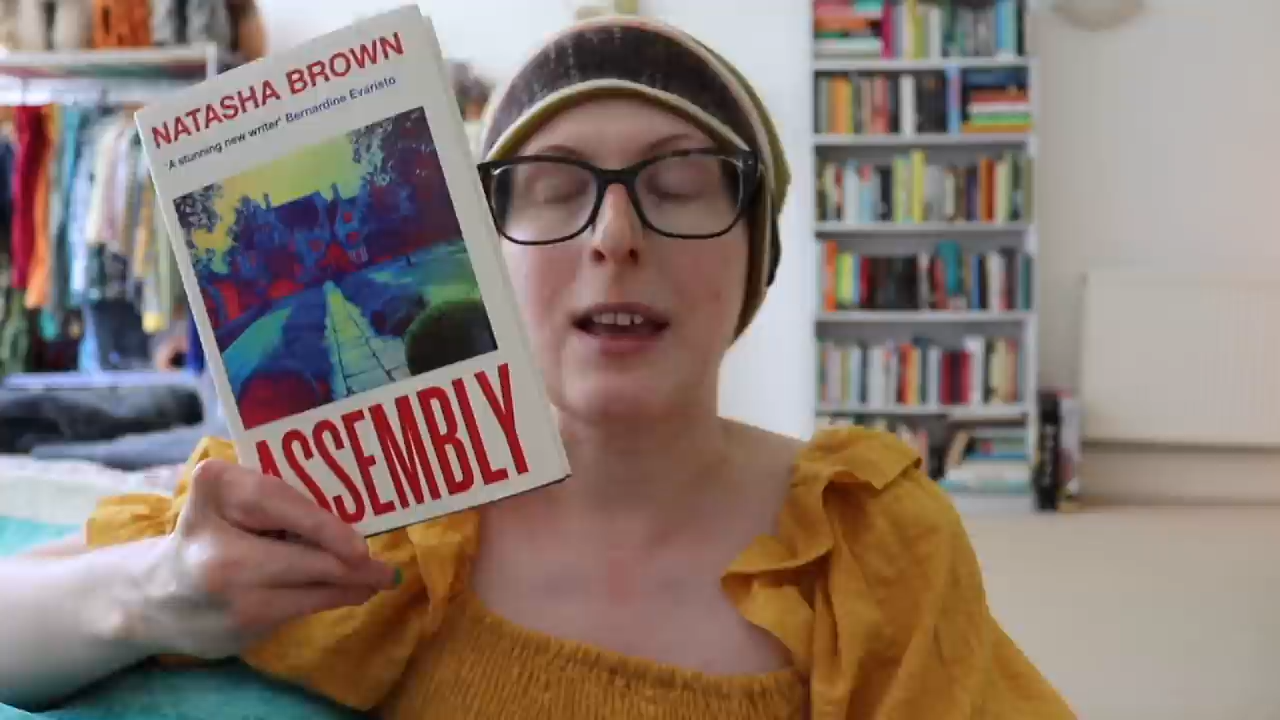 NATASHA BROWN
'A stunning new writer' Bernardine Evaristo
ASSEMBLY